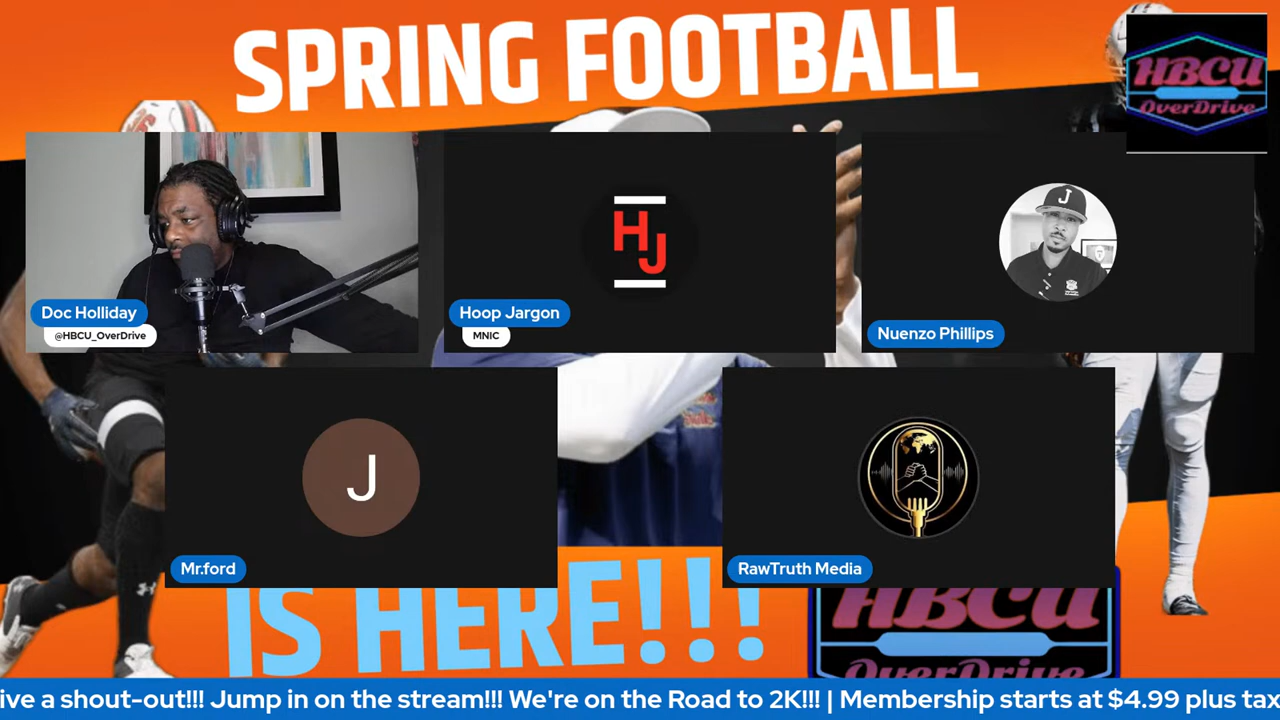 SPRING FOOTBALL
HBCU
OverDrive
Doc Holliday
@HBCU_OverDrive
HJ
Hoop Jargon
MNIC
J
Nuenzo Phillips
J
Mr.ford
RawTruth Media
IS HERE!!!
HBCU
OverDrive
ive a shout-out!!! Jump in on the stream!!! We're on the Road to 2K!!! | Membership starts at $4.99 plus tax